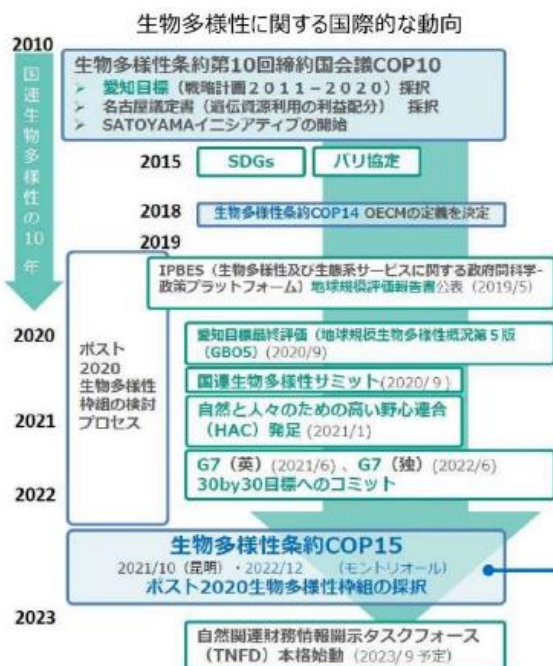 生物多様性に関する国際的な動向
2010
国連生物多様性の10年
生物多様性条約第10回締約国会議COP10
➢ 愛知目標（戦略計画２０１１－２０２０）採択
➢ 名古屋議定書（遺伝資源利用の利益配分） 採択
➢ SATOYAMAイニシアティブの開始
2015
SDGs
パリ協定
2018
生物多様性条約COP14 OECMの定義を決定
2019
IPBES（生物多様性及び生態系サービスに関する政府間科学-
政策プラットフォーム）地球規模評価報告書公表（2019/5）
ポスト
2020
生物多様性
枠組の検討
プロセス
2020
愛知目標最終評価（地球規模生物多様性概況第５版
（GBO5）(2020/9)
国連生物多様性サミット(2020/９)
2021
自然と人々のための高い野心連合
（HAC）発足 (2021/1)
G7（英）(2021/6) 、G7（独）(2022/6)
30by30目標へのコミット
2022
生物多様性条約COP15
2021/10（昆明）・2022/12 （モントリオール）
ポスト2020生物多様性枠組の採択
2023
自然関連財務情報開示タスクフォース
（TNFD）本格始動（2023/9 予定）